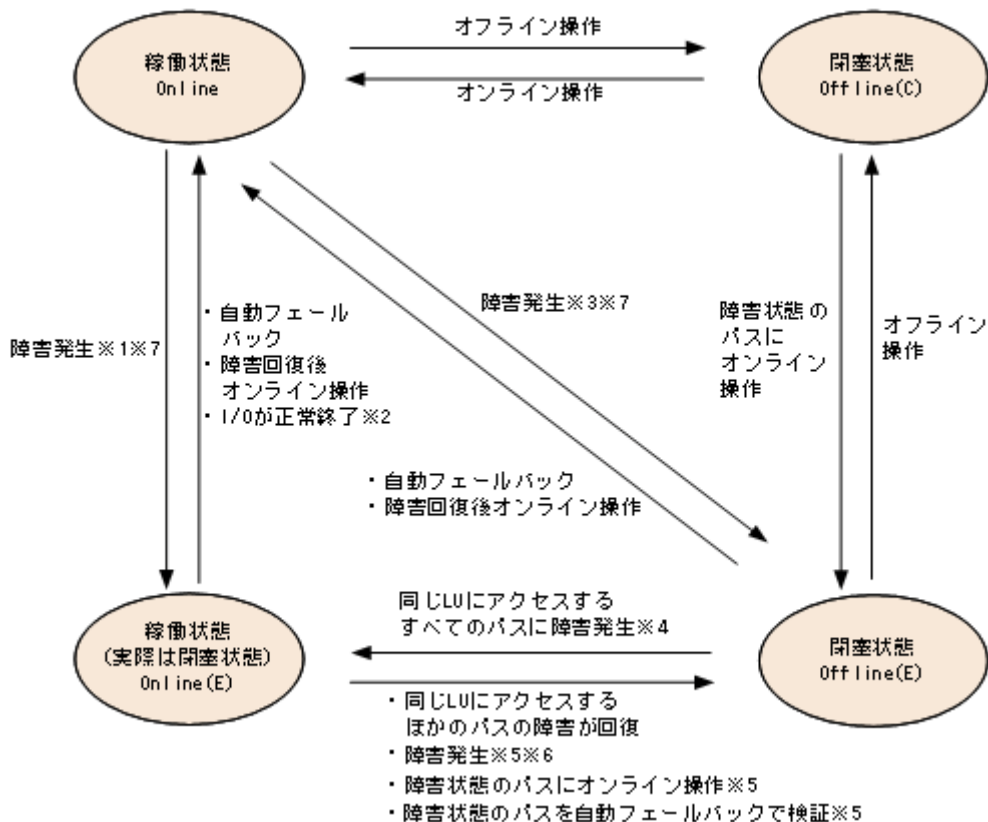 オフライン操作
稼働状態
Online
閉塞状態
Offline(C)
オンライン操作
障害発生※1※7
・自動フェール
バック
・障害回復後
オンライン操作
・I/Oが正常終了※2
障害発生※3※7
障害状態の
パスに
オンライン
操作
オフライン
操作
・自動フェールバック
・障害回復後オンライン操作
同じLUにアクセスする
すべてのパスに障害発生※4
稼働状態
(実際は閉塞状態)
Online(E)
閉塞状態
Offline(E)
・同じLUにアクセスする
ほかのパスの障害が回復
・障害発生※5※6
・障害状態のパスにオンライン操作※5
・障害状態のパスを自動フェールバックで検証※5